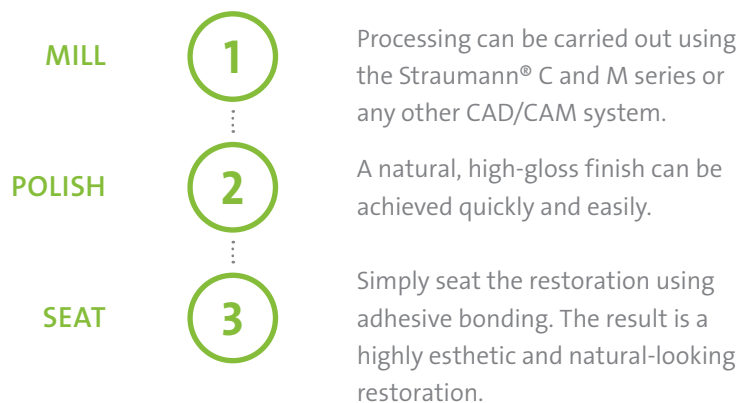 MILL
1
Processing can be carried out using
the Straumann® C and M series or
any other CAD/CAM system.
POLISH
2
A natural, high-gloss finish can be
achieved quickly and easily.
SEAT
3
Simply seat the restoration using
adhesive bonding. The result is a
highly esthetic and natural-looking
restoration.